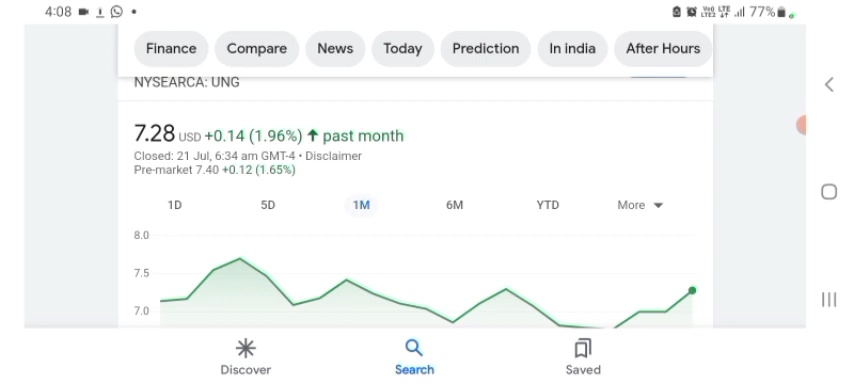 4:08 77%
Finance Compare News Today Prediction In india After Hours
NYSEARCA: UNG
7.28 USD +0.14 (1.96%) ↑ past month
Closed: 21 Jul, 6:34 am GMT-4 • Disclaimer
Pre-market 7.40 +0.12 (1.65%)
1D 5D 1M 6M YTD More
8.0
7.5
7.0
Discover Search Saved